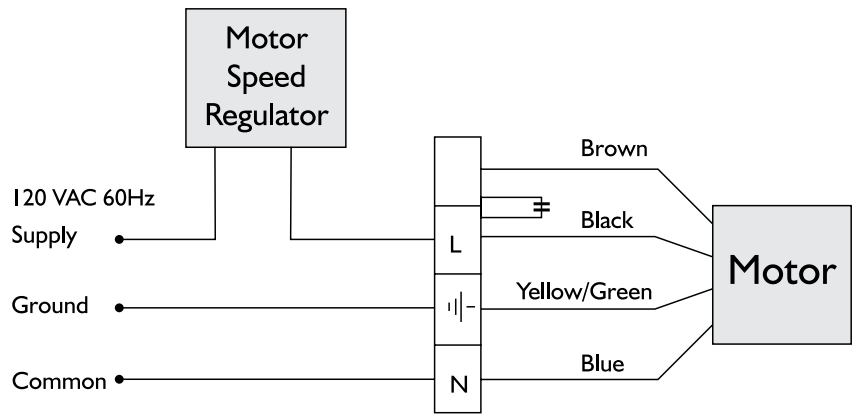 Motor
Speed
Regulator
Brown
120 VAC 60Hz
Supply
L
Black
Motor
Ground
Yellow/Green
Common
N
Blue